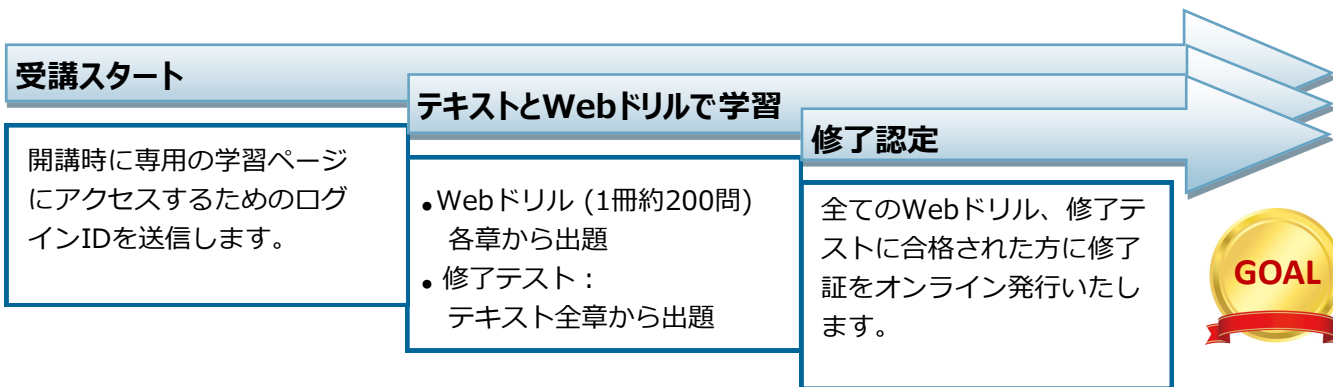 受講スタート
開講時に専用の学習ページ
にアクセスするためのログ
インIDを送信します。
テキストとWebドリルで学習
•Webドリル (1冊約200問)
各章から出題
• 修了テスト：
テキスト全章から出題
修了認定
全てのWebドリル、修了テ
ストに合格された方に修了
証をオンライン発行いたし
ます。
GOAL